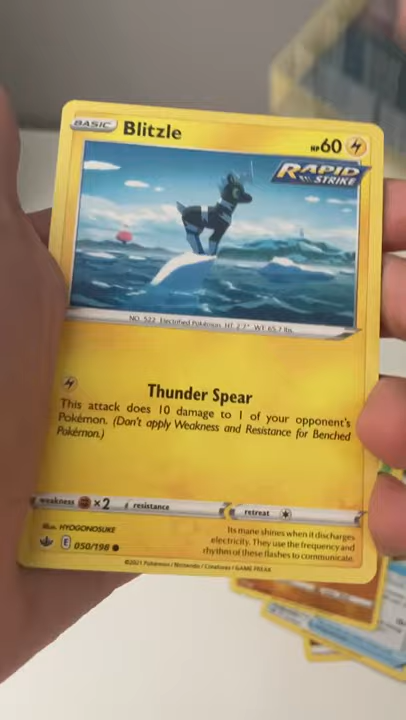 BASIC Blitzle HP60
RAPID
STRIKE
NO. 522 Electrified Pokémon HT: 2'7" WT: 65.7 lbs.
Thunder Spear
This attack does 10 damage to 1 of your opponent's
Pokémon. (Don't apply Weakness and Resistance for Benched
Pokémon.)
weakness ×2 resistance retreat
Illus. HYOGONOSUKE
E 050/198
Its mane shines when it discharges
electricity. They use the frequency and
rhythm of these flashes to communicate.
©2021 Pokémon / Nintendo / Creatures / GAME FREAK